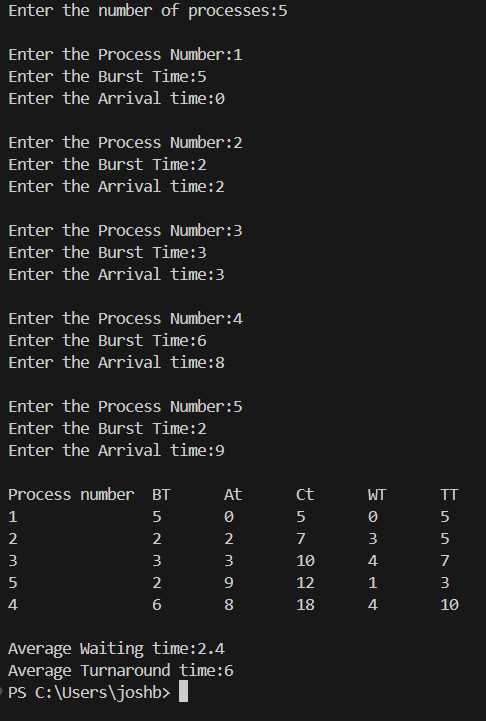 Enter the number of processes:5
Enter the Process Number:1
Enter the Burst Time:5
Enter the Arrival time:0
Enter the Process Number:2
Enter the Burst Time:2
Enter the Arrival time:2
Enter the Process Number:3
Enter the Burst Time:3
Enter the Arrival time:3
Enter the Process Number:4
Enter the Burst Time:6
Enter the Arrival time:8
Enter the Process Number:5
Enter the Burst Time:2
Enter the Arrival time:9
Process number  BT      At      Ct      WT      TT
1               5       0       5       0       5
2               2       2       7       3       5
3               3       3       10      4       7
5               2       9       12      1       3
4               6       8       18      4       10
Average Waiting time:2.4
Average Turnaround time:6
PS C:\Users\joshb>